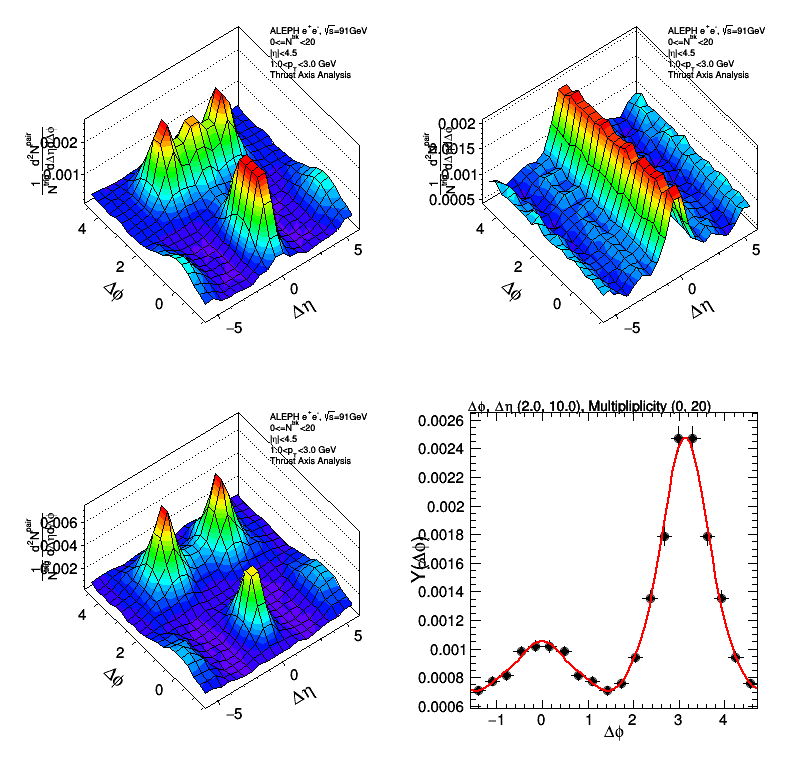 ALEPH e⁺e⁻, √s=91GeV
0<=Nᵗʳᵏ<20
|η|<4.5
1.0<p_T<3.0 GeV
Thrust Axis Analysis
0.002
0.001
4
2
0
Δφ
−5
0
5
Δη
ALEPH e⁺e⁻, √s=91GeV
0<=Nᵗʳᵏ<20
|η|<4.5
1.0<p_T<3.0 GeV
Thrust Axis Analysis
0.002
0.0015
0.001
0.0005
4
2
0
Δφ
−5
0
5
Δη
ALEPH e⁺e⁻, √s=91GeV
0<=Nᵗʳᵏ<20
|η|<4.5
1.0<p_T<3.0 GeV
Thrust Axis Analysis
0.006
0.004
0.002
4
2
0
Δφ
−5
0
5
Δη
Δφ, Δη (2.0, 10.0), Multipliplicity (0, 20)
0.0026
0.0024
0.0022
0.002
0.0018
0.0016
0.0014
0.0012
0.001
0.0008
0.0006
Y(Δφ)
−1 0 1 2 3 4
Δφ